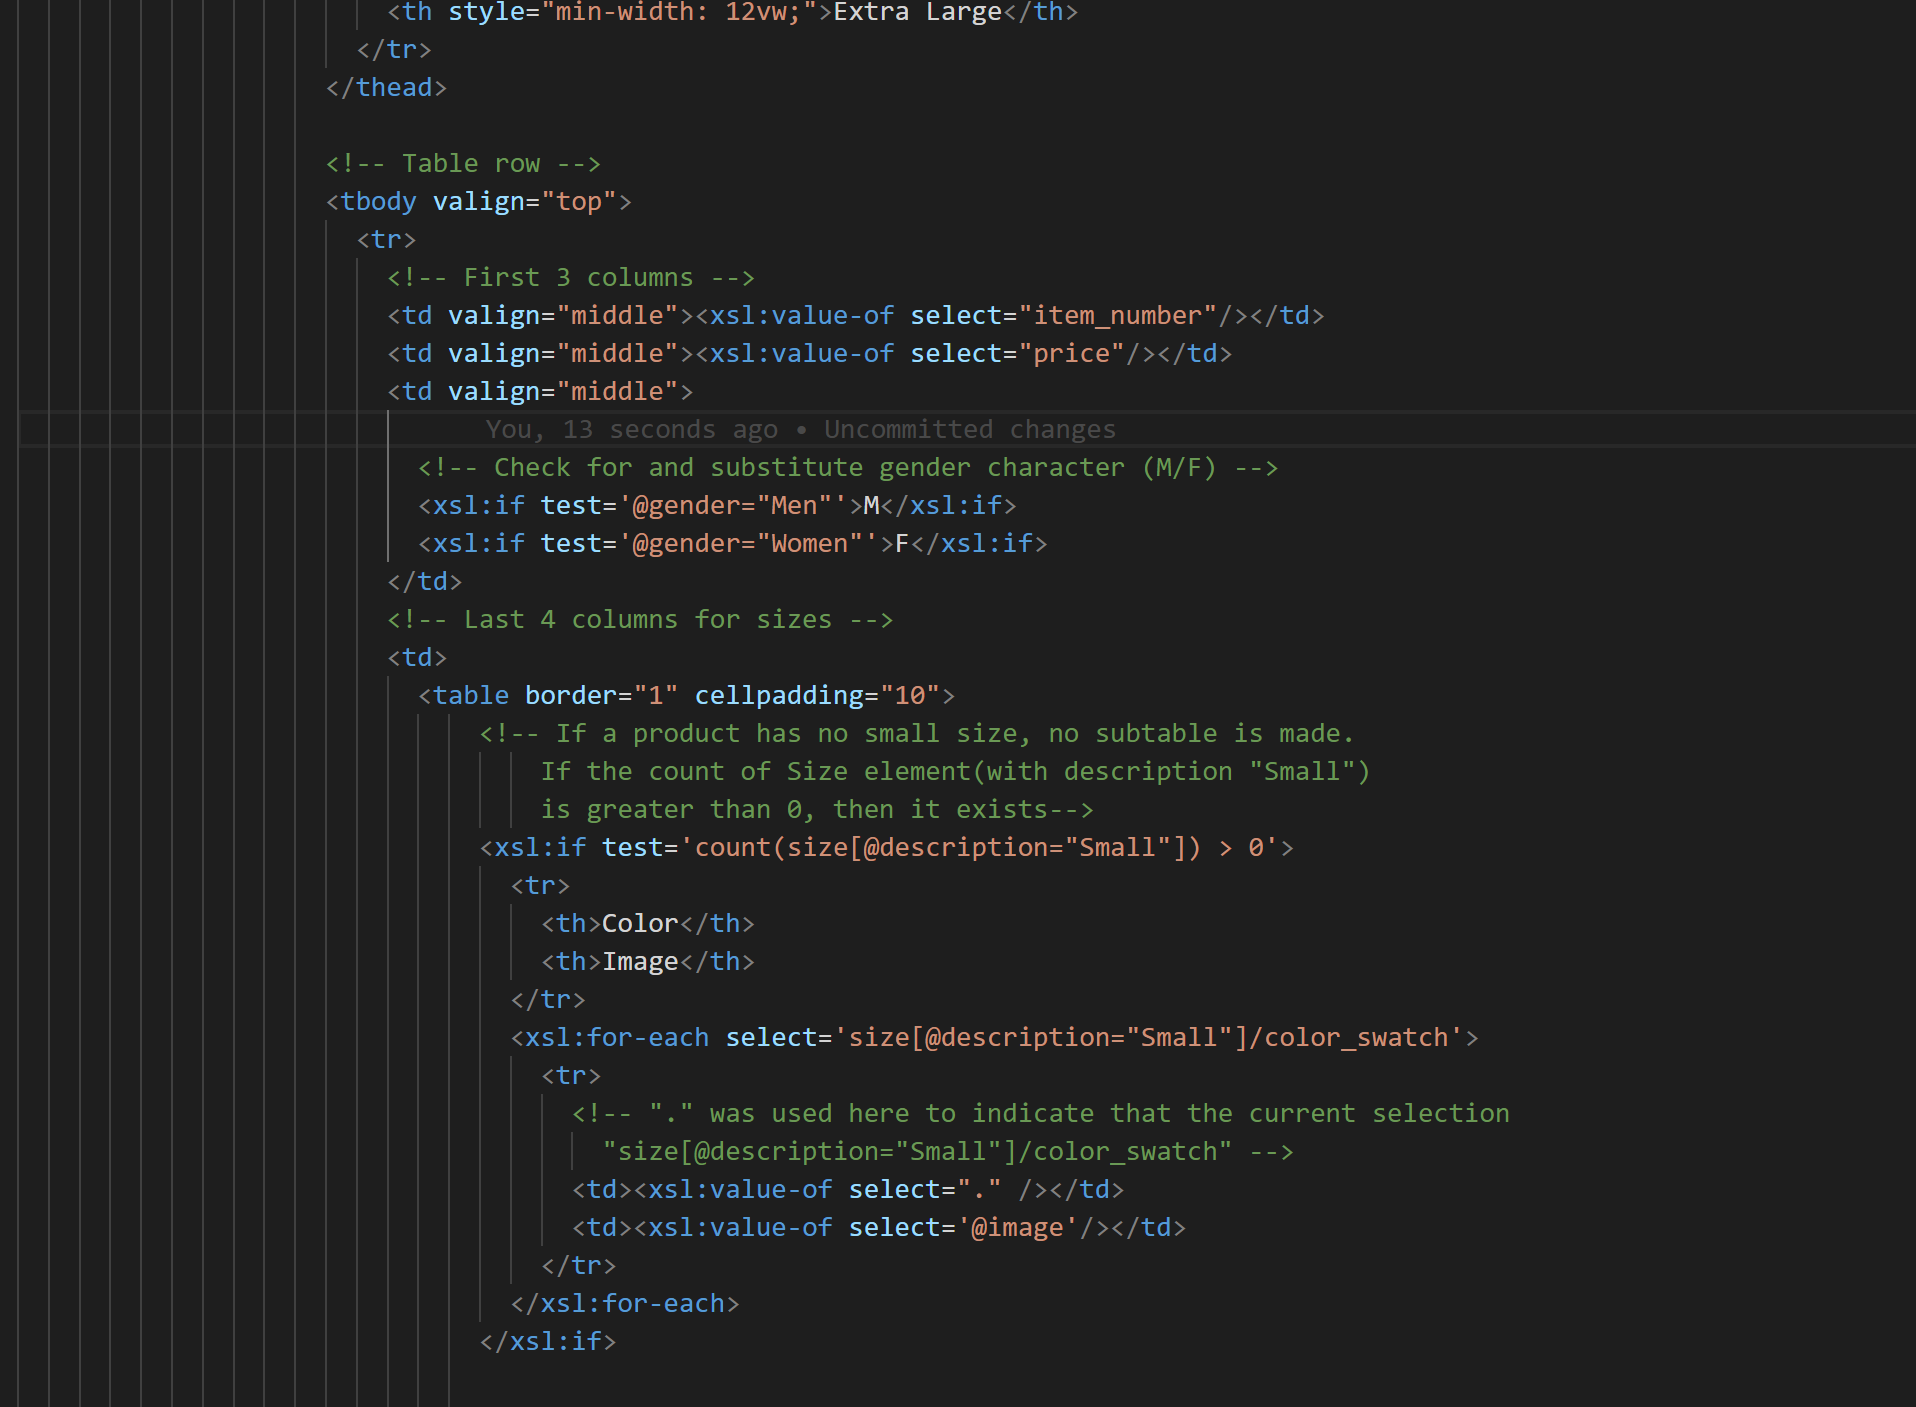 <th style="min-width: 12vw;">Extra Large</th>
</tr>
</thead>
<!-- Table row -->
<tbody valign="top">
<tr>
<!-- First 3 columns -->
<td valign="middle"><xsl:value-of select="item_number"/></td>
<td valign="middle"><xsl:value-of select="price"/></td>
<td valign="middle">
You, 13 seconds ago • Uncommitted changes
<!-- Check for and substitute gender character (M/F) -->
<xsl:if test='@gender="Men"'>M</xsl:if>
<xsl:if test='@gender="Women"'>F</xsl:if>
</td>
<!-- Last 4 columns for sizes -->
<td>
<table border="1" cellpadding="10">
<!-- If a product has no small size, no subtable is made.
If the count of Size element(with description "Small")
is greater than 0, then it exists-->
<xsl:if test='count(size[@description="Small"]) > 0'>
<tr>
<th>Color</th>
<th>Image</th>
</tr>
<xsl:for-each select='size[@description="Small"]/color_swatch'>
<tr>
<!-- "." was used here to indicate that the current selection
"size[@description="Small"]/color_swatch" -->
<td><xsl:value-of select="." /></td>
<td><xsl:value-of select='@image'/></td>
</tr>
</xsl:for-each>
</xsl:if>